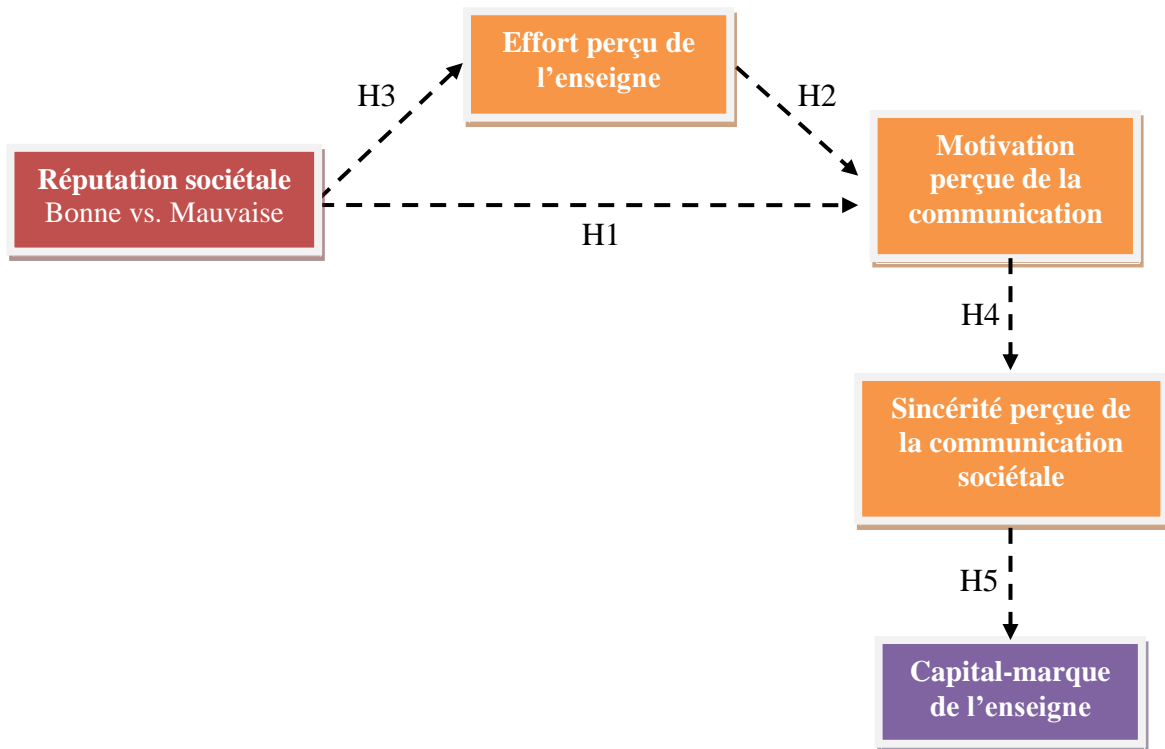 Effort perçu de
l’enseigne
H3
H2
Réputation sociétale
Bonne vs. Mauvaise
Motivation
perçue de la
communication
H1
H4
Sincérité perçue de
la communication
sociétale
H5
Capital-marque
de l’enseigne